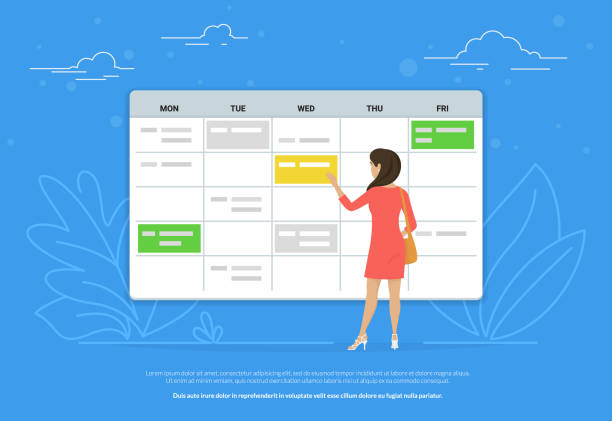 MON TUE WED THU FRI
Lorem ipsum dolor sit amet, consectetur adipiscing elit, sed do eiusmod tempor incididunt ut labore et dolore magna aliqua.
Ut enim ad minim veniam, quis nostrud exercitation ullamco laboris nisi ut aliquip ex ea commodo consequat.
Duis aute irure dolor in reprehenderit in voluptate velit esse cillum dolore eu fugiat nulla pariatur.